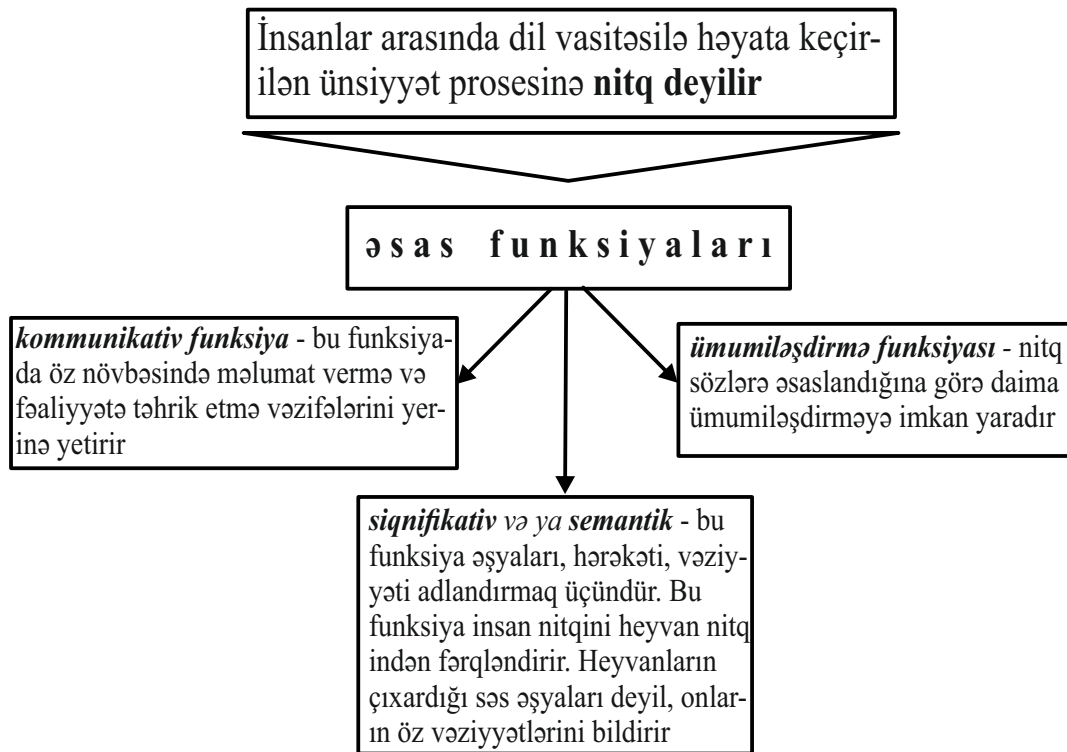 İnsanlar arasında dil vasitəsilə həyata keçir-
ilən ünsiyyət prosesinə nitq deyilir
əsas funksiyaları
kommunikativ funksiya - bu funksiya-
da öz növbəsində məlumat vermə və
fəaliyyətə təhrik etmə vəzifələrini yer-
inə yetirir
ümumiləşdirmə funksiyası - nitq
sözlərə əsaslandığına görə daima
ümumiləşdirməyə imkan yaradır
siqnifikativ və ya semantik - bu
funksiya əşyaları, hərəkəti, vəziy-
yəti adlandırmaq üçündür. Bu
funksiya insan nitqini heyvan nitq
indən fərqləndirir. Heyvanların
çıxardığı səs əşyaları deyil, onlar-
ın öz vəziyyətlərini bildirir